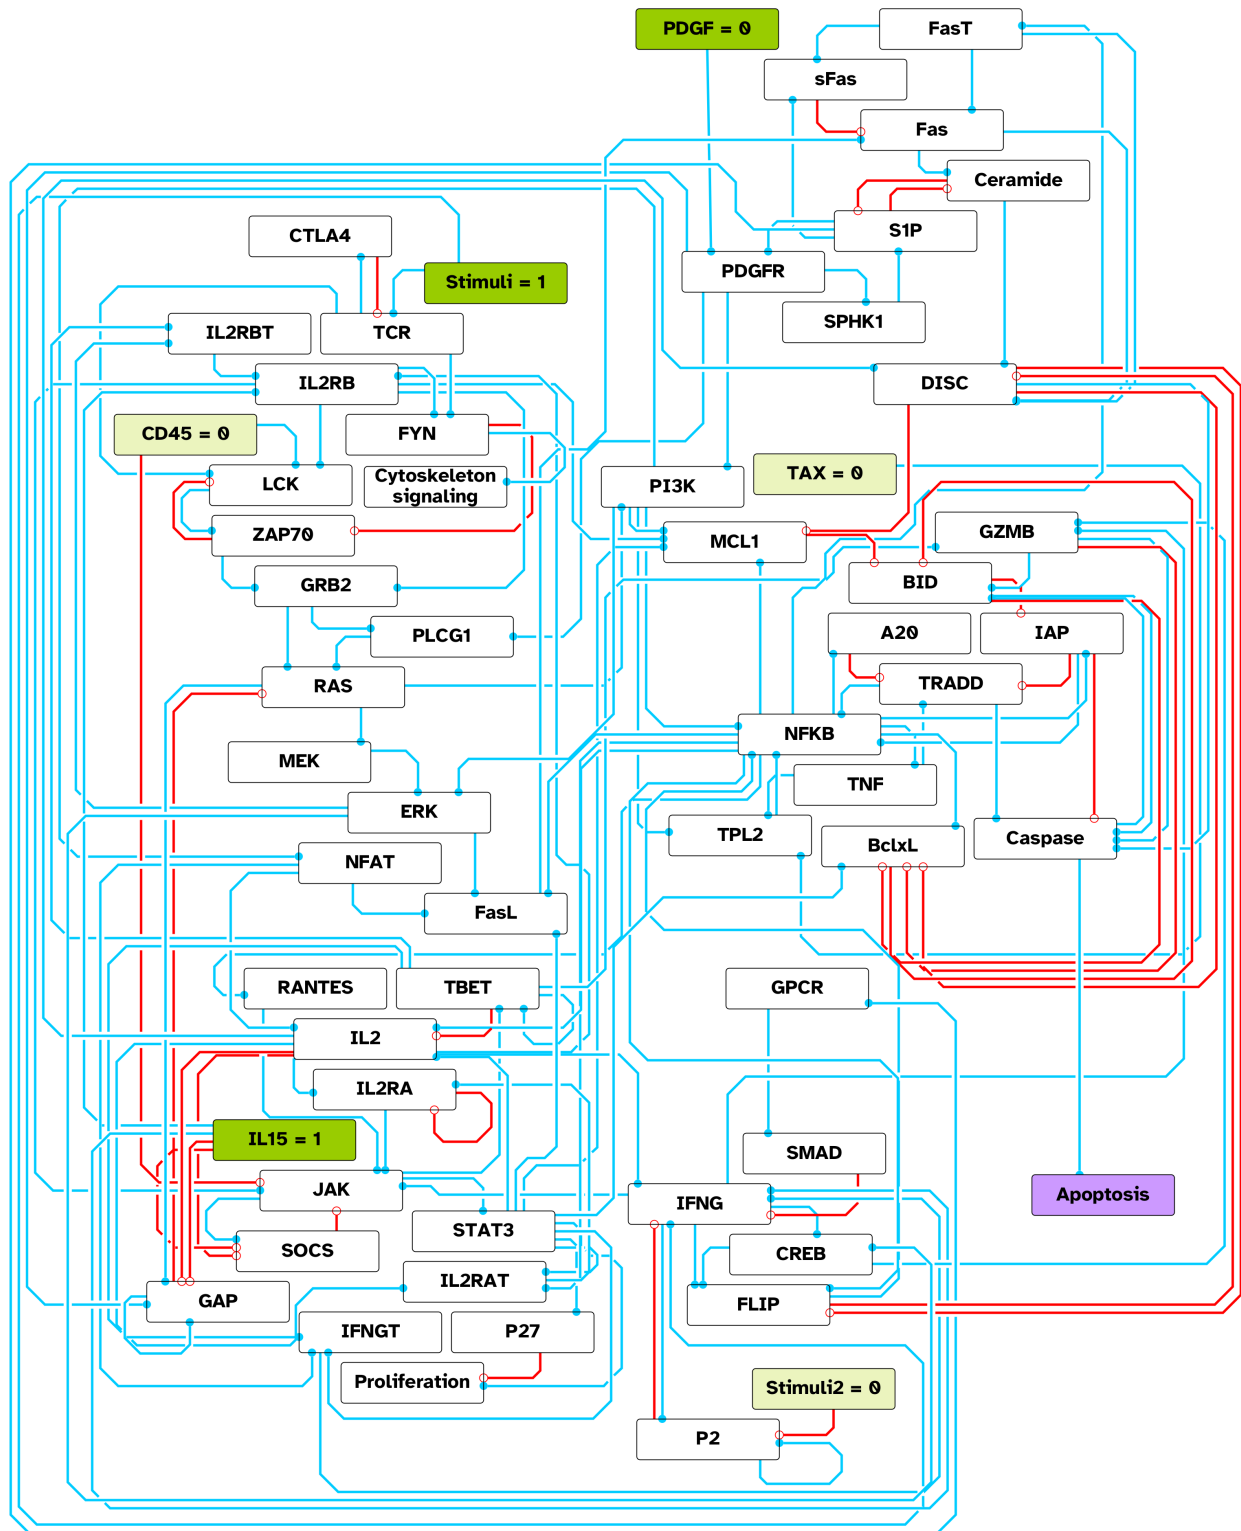 PDGF = 0
FasT
sFas
Fas
Ceramide
S1P
CTLA4
PDGFR
Stimuli = 1
SPHK1
IL2RBT
TCR
IL2RB
DISC
CD45 = 0
FYN
TAX = 0
LCK
Cytoskeleton
signaling
PI3K
ZAP70
MCL1
GZMB
GRB2
BID
PLCG1
A20
IAP
RAS
TRADD
NFKB
MEK
TNF
ERK
TPL2
Caspase
BclxL
NFAT
FasL
RANTES
TBET
GPCR
IL2
IL2RA
IL15 = 1
SMAD
JAK
IFNG
Apoptosis
STAT3
SOCS
CREB
IL2RAT
GAP
FLIP
IFNGT
P27
Proliferation
Stimuli2 = 0
P2